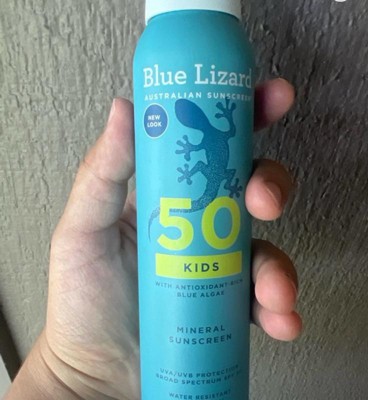 Blue Lizard
AUSTRALIAN SUNSCREEN
NEW
LOOK
50
KIDS
WITH ANTIOXIDANT-RICH
BLUE ALGAE
MINERAL
SUNSCREEN
UVA/UVB PROTECTION
BROAD SPECTRUM
WATER RESISTANT